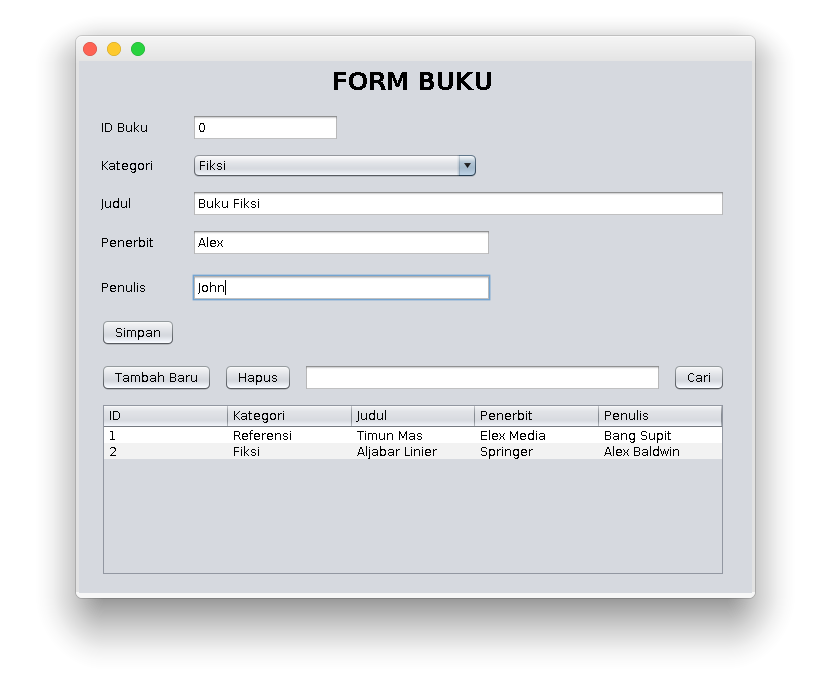 FORM BUKU
ID Buku 0
Kategori Fiksi
Judul Buku Fiksi
Penerbit Alex
Penulis John
Simpan
Tambah Baru Hapus Cari
ID Kategori Judul Penerbit Penulis
1 Referensi Timun Mas Elex Media Bang Supit
2 Fiksi Aljabar Linier Springer Alex Baldwin